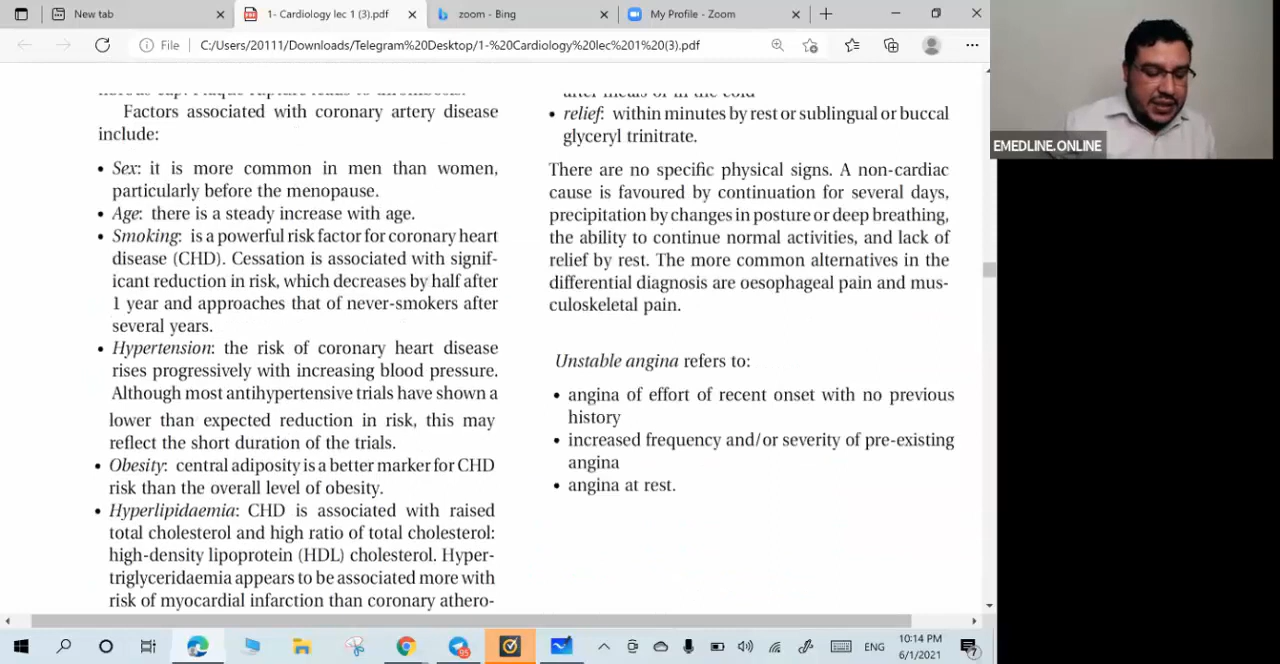 New tab
1- Cardiology lec 1 (3).pdf
zoom - Bing
My Profile - Zoom
File
C:/Users/20111/Downloads/Telegram%20Desktop/1-%20Cardiology%20lec%201%20(3).pdf
Factors associated with coronary artery disease
include:
• Sex: it is more common in men than women,
particularly before the menopause.
• Age: there is a steady increase with age.
• Smoking: is a powerful risk factor for coronary heart
disease (CHD). Cessation is associated with signif-
icant reduction in risk, which decreases by half after
1 year and approaches that of never-smokers after
several years.
• Hypertension: the risk of coronary heart disease
rises progressively with increasing blood pressure.
Although most antihypertensive trials have shown a
lower than expected reduction in risk, this may
reflect the short duration of the trials.
• Obesity: central adiposity is a better marker for CHD
risk than the overall level of obesity.
• Hyperlipidaemia: CHD is associated with raised
total cholesterol and high ratio of total cholesterol:
high-density lipoprotein (HDL) cholesterol. Hyper-
triglyceridaemia appears to be associated more with
risk of myocardial infarction than coronary athero-
• relief: within minutes by rest or sublingual or buccal
glyceryl trinitrate.
There are no specific physical signs. A non-cardiac
cause is favoured by continuation for several days,
precipitation by changes in posture or deep breathing,
the ability to continue normal activities, and lack of
relief by rest. The more common alternatives in the
differential diagnosis are oesophageal pain and mus-
culoskeletal pain.
Unstable angina refers to:
• angina of effort of recent onset with no previous
history
• increased frequency and/or severity of pre-existing
angina
• angina at rest.
EMEDLINE.ONLINE
05
ENG
10:14 PM
6/1/2021
7